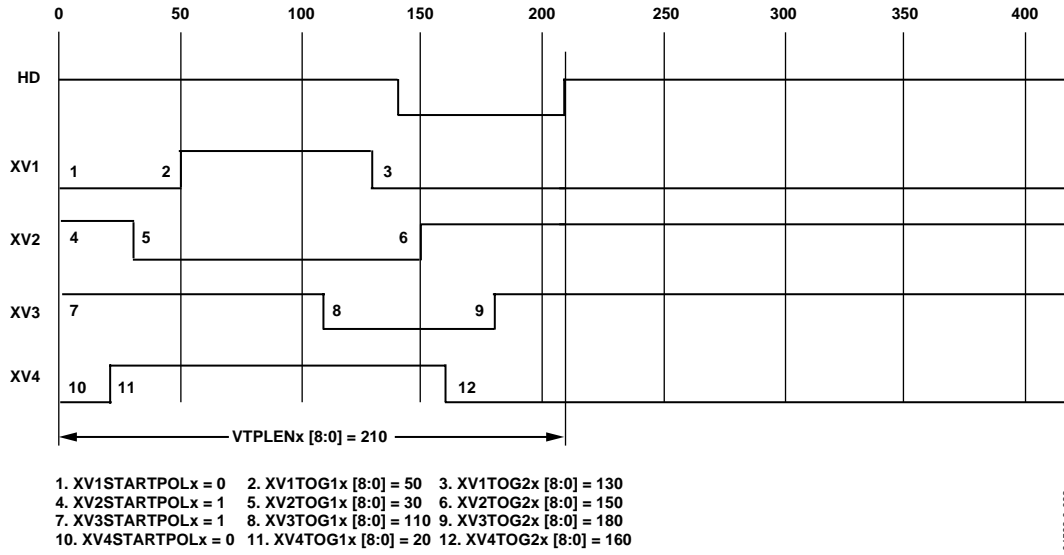 0 50 100 150 200 250 300 350 400
HD
XV1 1 2 3
XV2 4 5 6
XV3 7 8 9
XV4 10 11 12
VTPLENx [8:0] = 210
1. XV1STARTPOLx = 0 2. XV1TOG1x [8:0] = 50 3. XV1TOG2x [8:0] = 130
4. XV2STARTPOLx = 1 5. XV2TOG1x [8:0] = 30 6. XV2TOG2x [8:0] = 150
7. XV3STARTPOLx = 1 8. XV3TOG1x [8:0] = 110 9. XV3TOG2x [8:0] = 180
10. XV4STARTPOLx = 0 11. XV4TOG1x [8:0] = 20 12. XV4TOG2x [8:0] = 160